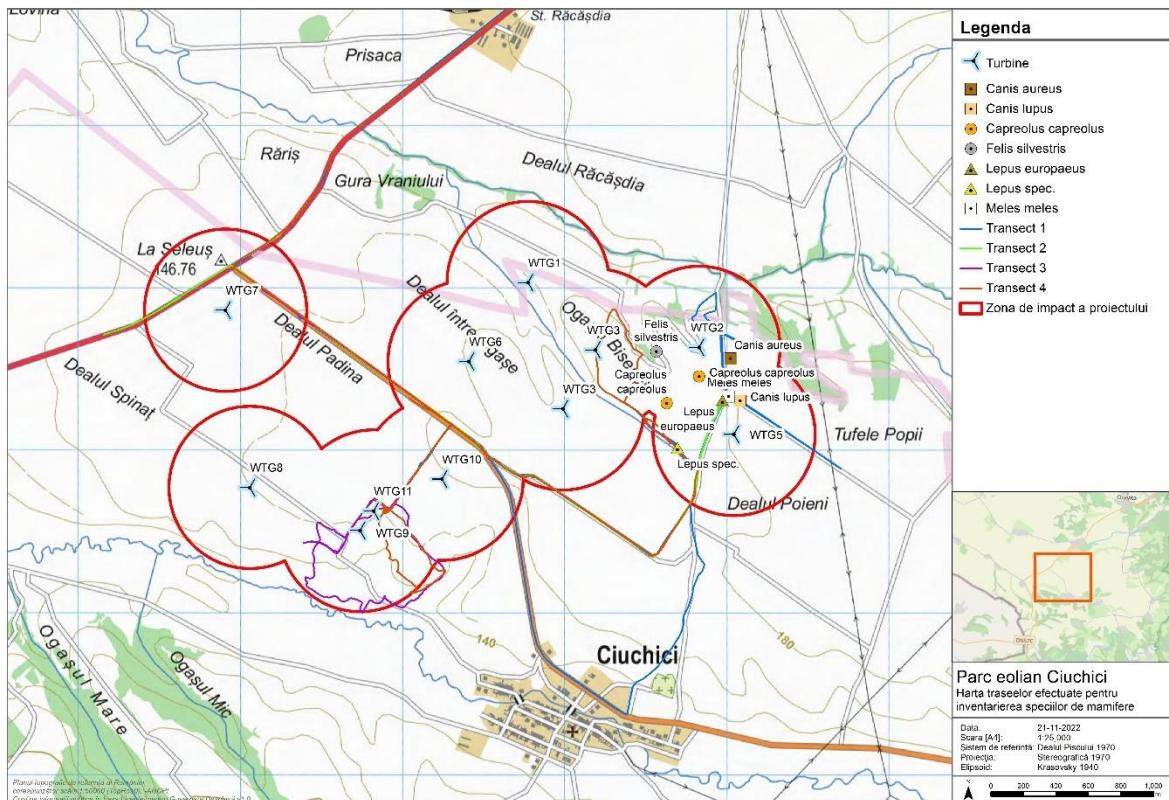 St. Răcășdia
Prisaca
Răriș
Gura Vraniului
Dealul Răcășdia
La Seleuș
146.76
WTG7
WTG1
WTG6
WTG3
WTG2
WTG3
WTG5
WTG8
WTG10
WTG11
WTG9
Dealul între
Dealul Padina
Dealul Spinaț
Felis
silvestris
Canis aureus
Capreolus
capreolus
Capreolus capreolus
Meles meles
Canis lupus
Lepus
europaeus
Lepus spec.
Tufele Popii
Dealul Poieni
140
180
Ciuchici
Ogașul Mare
Ogașul Mic
Legenda
Turbine
Canis aureus
Canis lupus
Capreolus capreolus
Felis silvestris
Lepus europaeus
Lepus spec.
Meles meles
Transect 1
Transect 2
Transect 3
Transect 4
Zona de impact a proiectului
Parc eolian Ciuchici
Harta traseelor efectuate pentru
inventarierea speciilor de mamifere
Data: 21-11-2022
Scara [A4]: 1:25,000
Sistem de referință: Dealul Piscului 1970
Proiecția: Stereografică 1970
Elipsoid: Krasovsky 1940
N
0 200 400 600 800 1,000
m